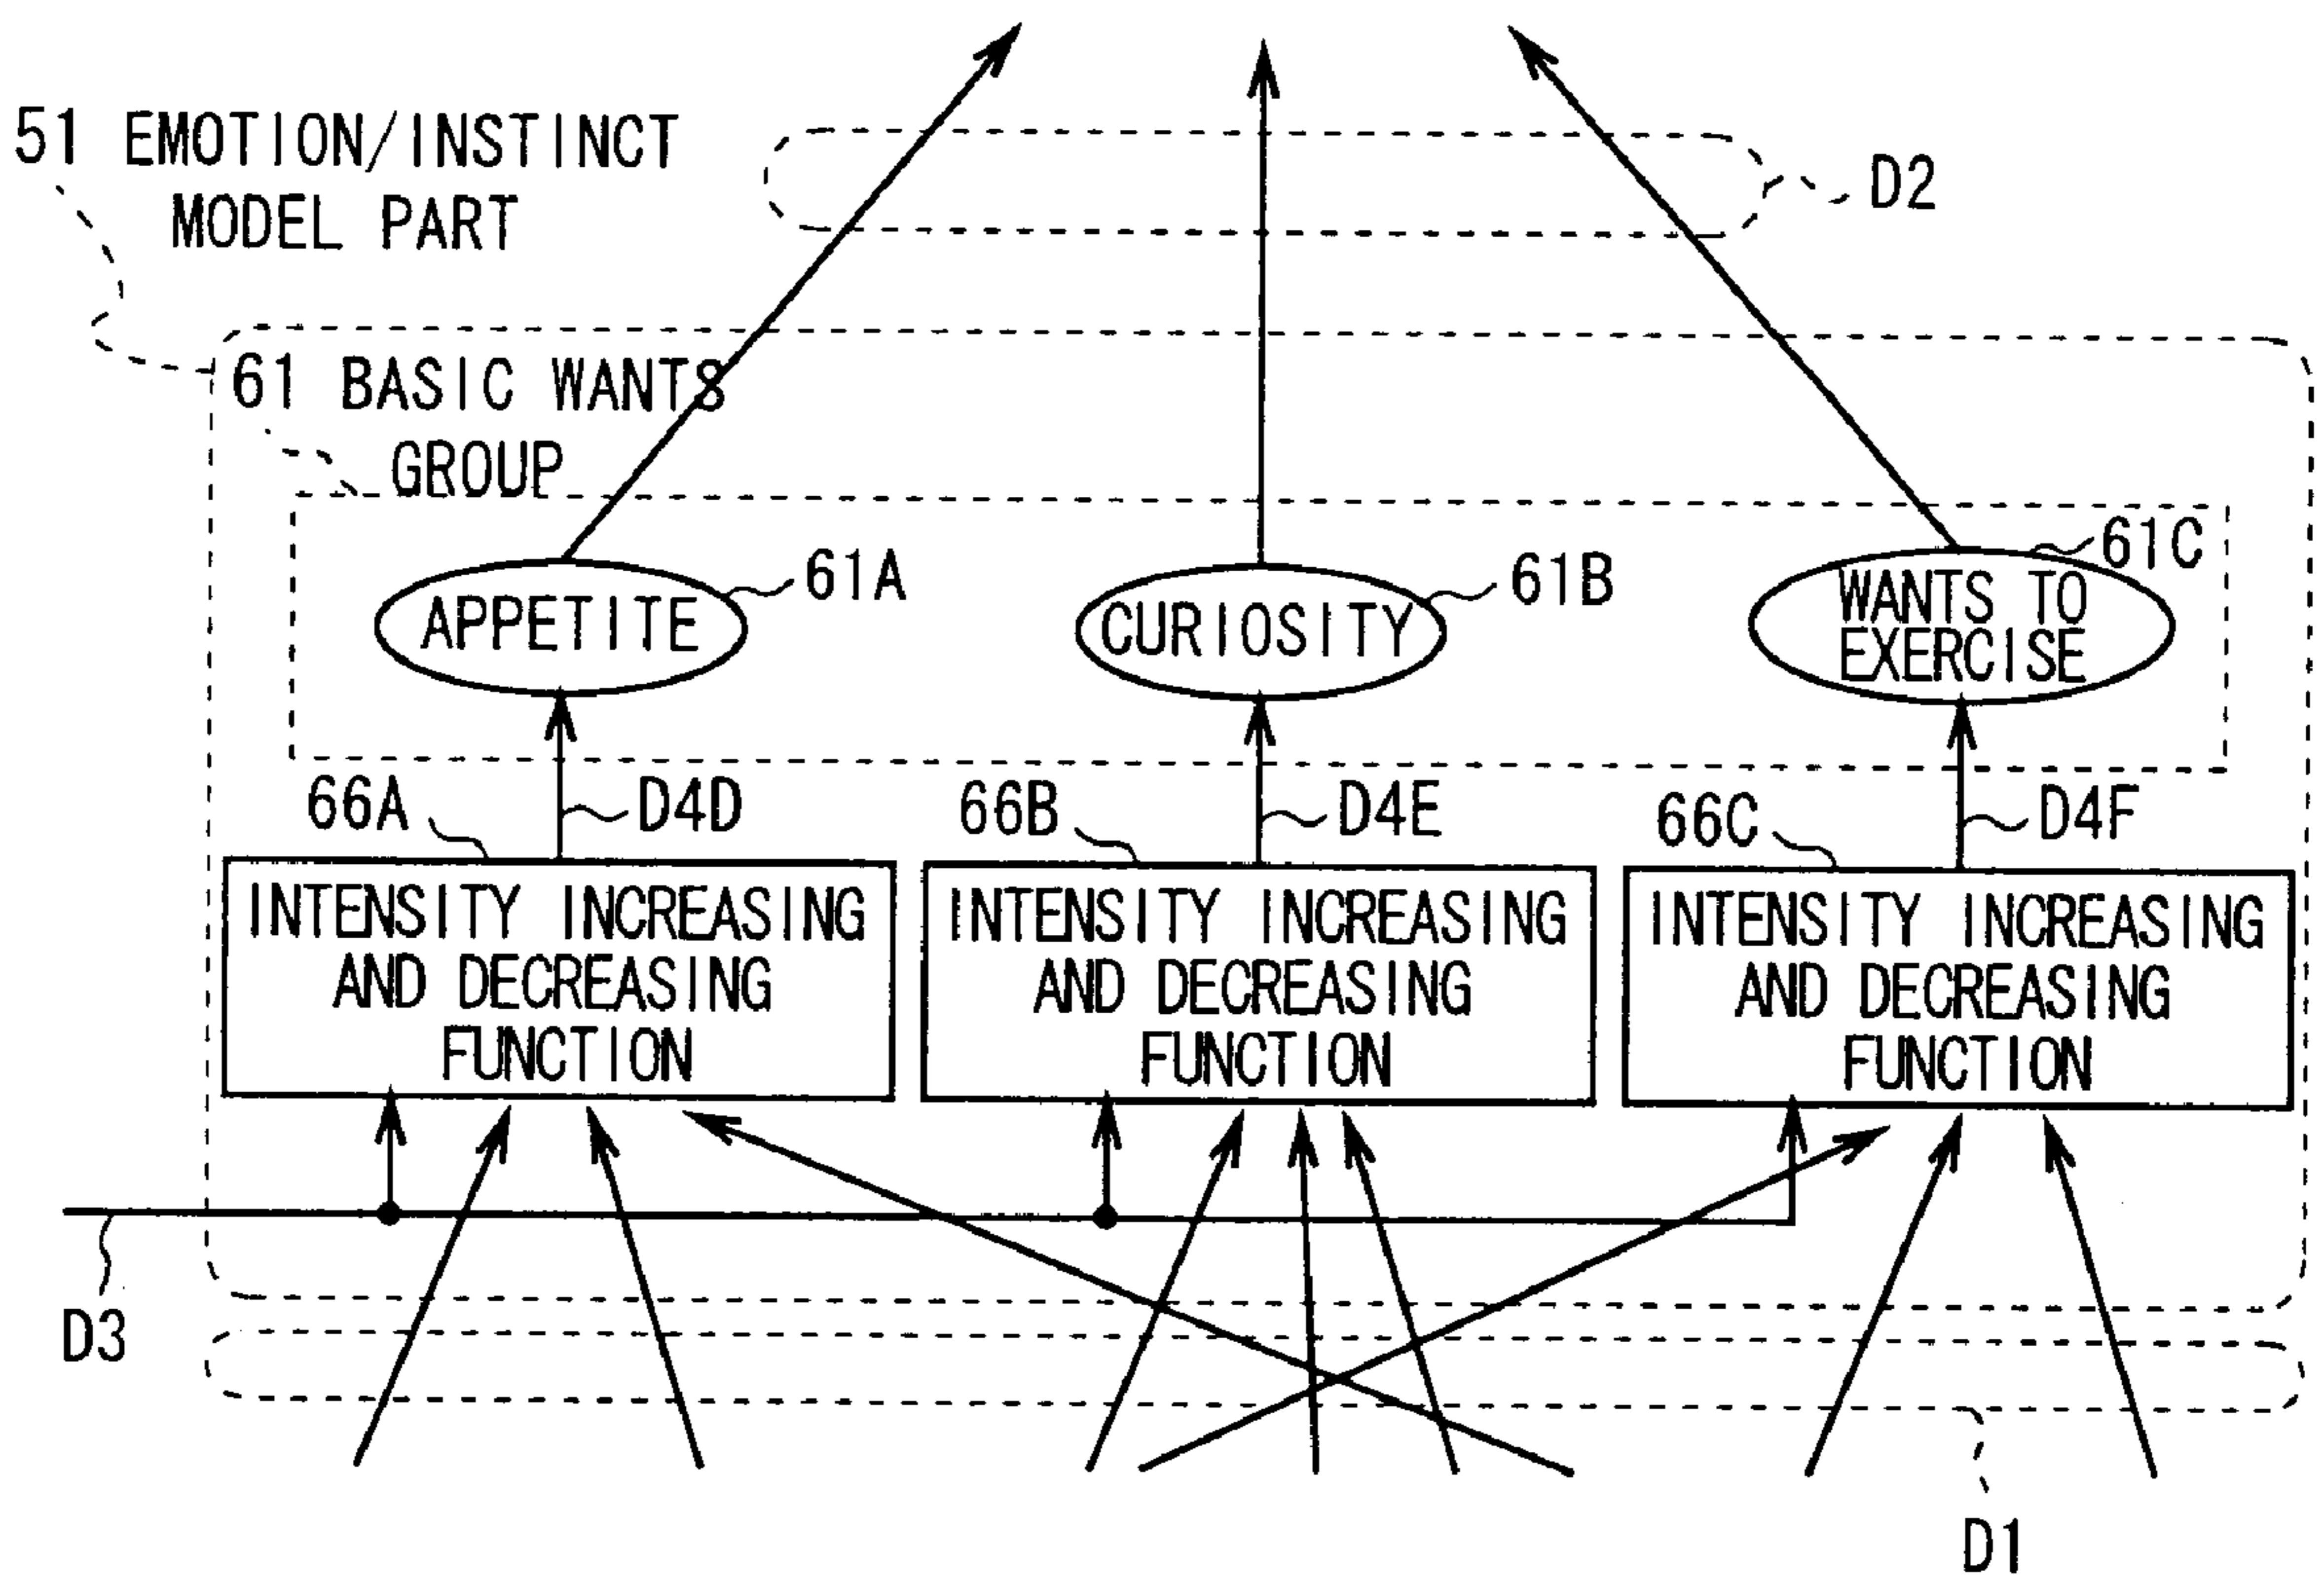 51 EMOTION/INSTINCT
MODEL PART
D2
61 BASIC WANTS
GROUP
61A
61B
61C
APPETITE
CURIOSITY
WANTS TO
EXERCISE
66A
D4D
66B
D4E
66C
D4F
INTENSITY INCREASING
AND DECREASING
FUNCTION
INTENSITY INCREASING
AND DECREASING
FUNCTION
INTENSITY INCREASING
AND DECREASING
FUNCTION
D3
D1